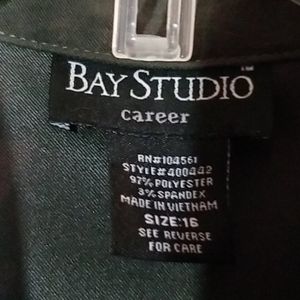 BAY STUDIO™
career
RN#104561
STYLE#400442
97% POLYESTER
3% SPANDEX
MADE IN VIETNAM
SIZE:16
SEE REVERSE
FOR CARE